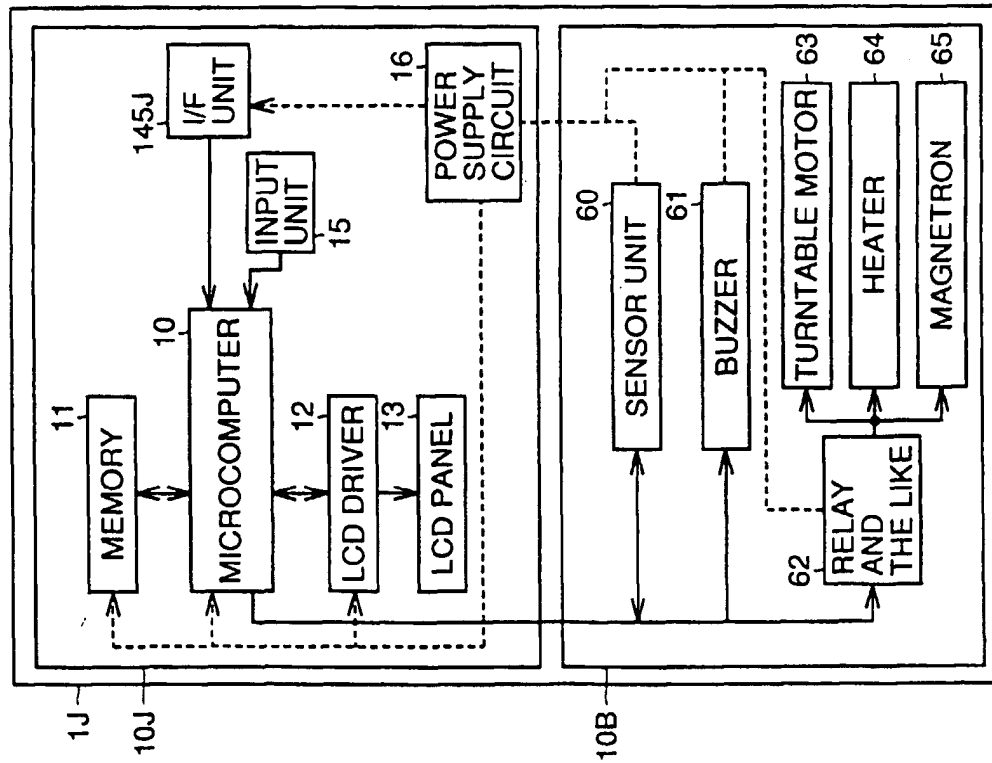 1J
10J
11
MEMORY
10
MICROCOMPUTER
12
LCD DRIVER
13
LCD PANEL
145J
I/F
UNIT
INPUT
UNIT
15
16
POWER
SUPPLY
CIRCUIT
10B
60
SENSOR UNIT
61
BUZZER
62
RELAY
AND
THE LIKE
63
TURNTABLE MOTOR
64
HEATER
65
MAGNETRON